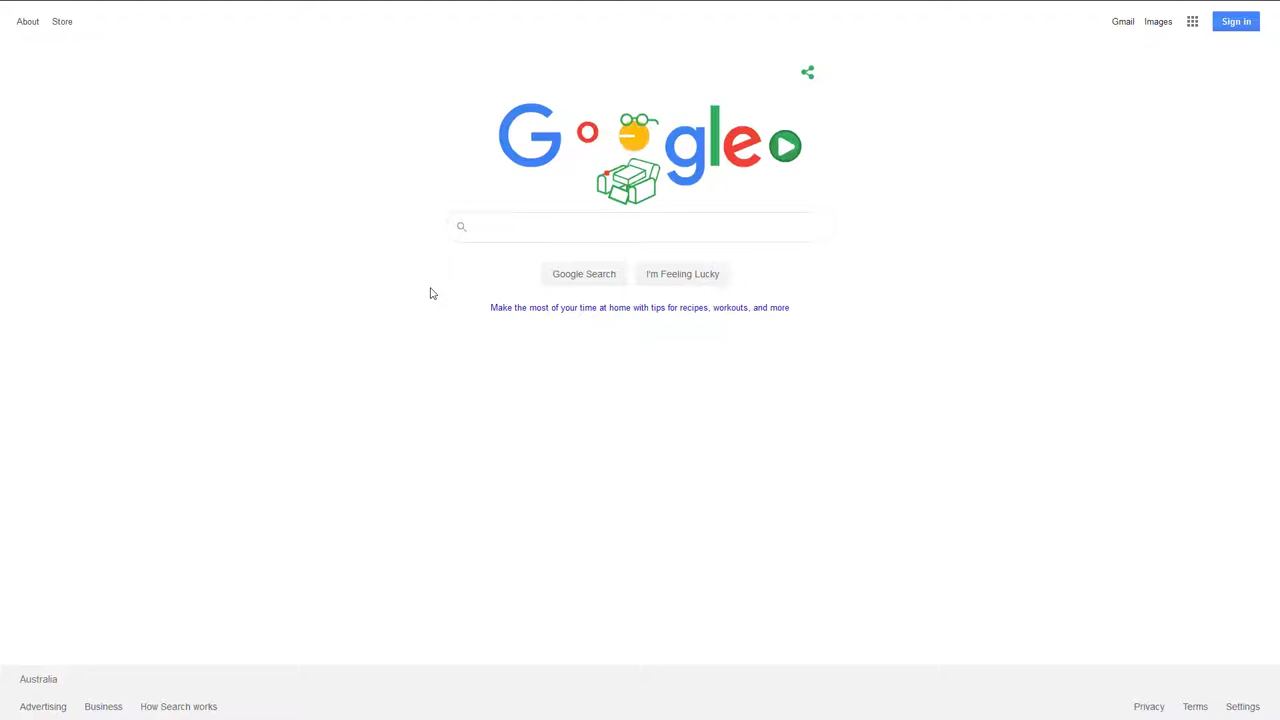 About Store
Gmail Images Sign in
Google
Google Search I'm Feeling Lucky
Make the most of your time at home with tips for recipes, workouts, and more
Australia
Advertising Business How Search works
Privacy Terms Settings